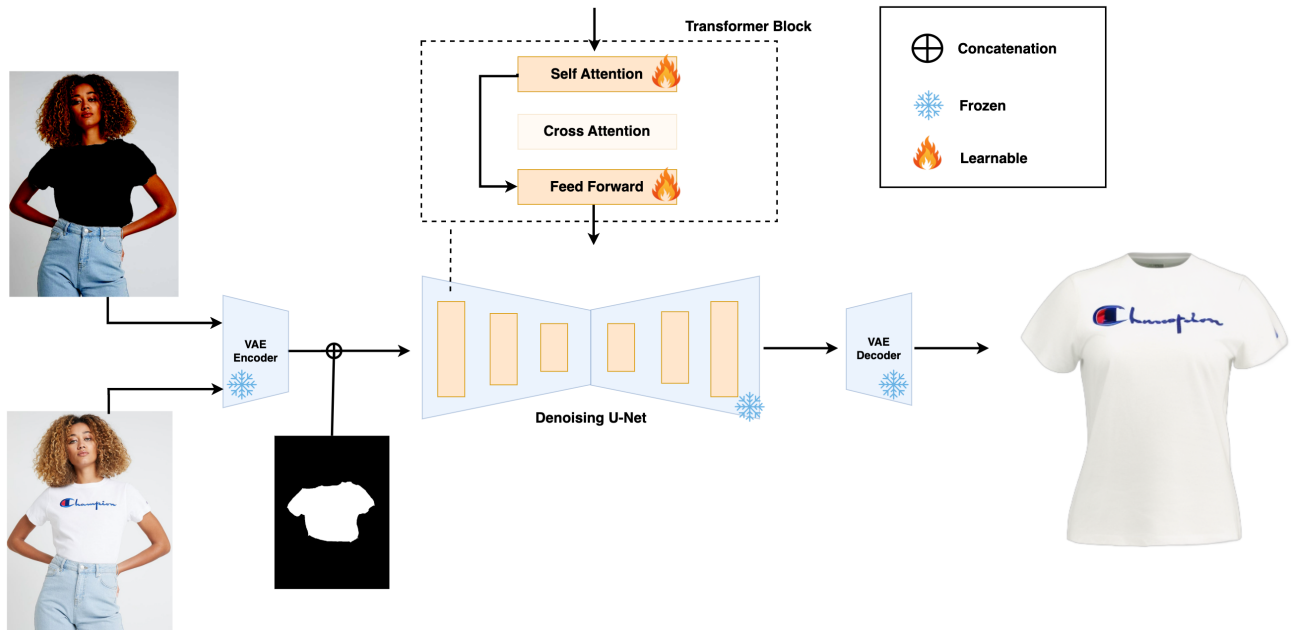 Transformer Block
Self Attention
Cross Attention
Feed Forward
Concatenation
Frozen
Learnable
VAE
Encoder
Denoising U-Net
VAE
Decoder
Champion
Champion